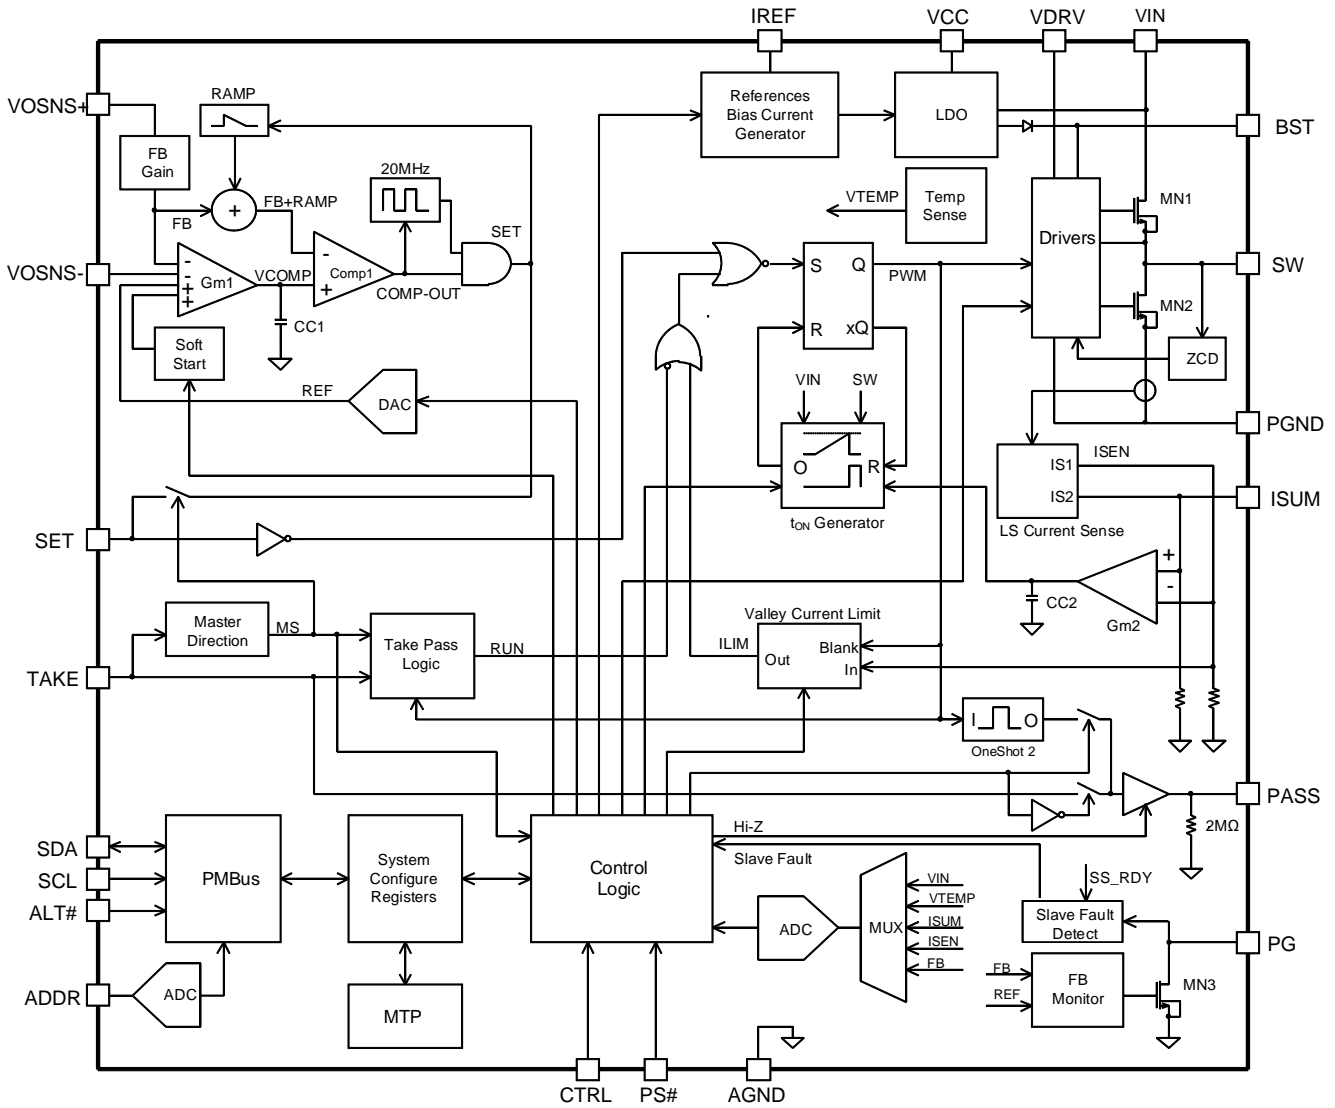 IREF
VCC
VDRV
VIN
VOSNS+
RAMP
References
Bias Current
Generator
LDO
BST
FB
Gain
20MHz
FB+RAMP
FB
+
SET
VTEMP
Temp
Sense
MN1
Drivers
SW
VOSNS-
-
-
+
+
Gm1
VCOMP
-
+
Comp1
COMP-OUT
CC1
S
Q
PWM
R
xQ
MN2
ZCD
Soft
Start
REF
DAC
VIN
SW
O
R
tON Generator
PGND
ISEN
IS1
IS2
LS Current Sense
ISUM
SET
+
-
Gm2
CC2
Master
Direction
MS
Take Pass
Logic
RUN
Valley Current Limit
ILIM
Out
Blank
In
TAKE
I
O
OneShot 2
PASS
2MΩ
Hi-Z
Slave Fault
SDA
SCL
ALT#
PMBus
System
Configure
Registers
Control
Logic
ADC
MUX
VIN
VTEMP
ISUM
ISEN
FB
SS_RDY
Slave Fault
Detect
PG
FB
REF
FB
Monitor
MN3
ADDR
ADC
MTP
CTRL
PS#
AGND